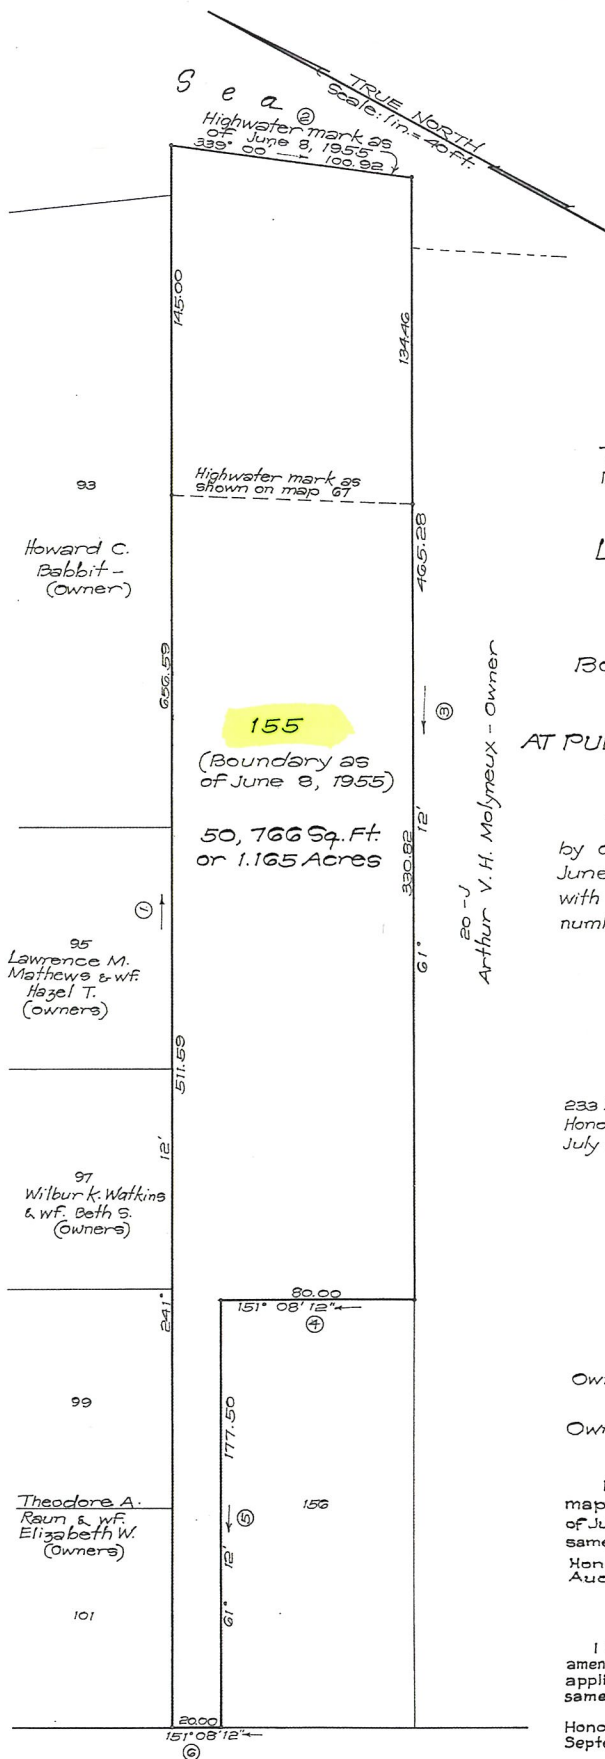 TRUE NORTH
Scale: 1in. = 40 ft.
Sea
②
Highwater mark as
of June 8, 1955
339° 00' 100.92
145.00
134.46
93
Highwater mark as
shown on map 67
Howard C.
Babbit -
(owner)
465.28
656.59
③
155
(Boundary as
of June 8, 1955)
50,766 Sq. Ft.
or 1.165 Acres
20-J
Arthur V. H. Molyneux - Owner
AT PU
by
June
with
num
12'
330.82
61°
①
95
Lawrence M.
Mathews & wf.
Hazel T.
(owners)
511.59
233
Hono
July
12'
97
Wilbur K. Watkins
& wf. Beth S.
(owners)
241°
80.00
151° 08' 12"
④
99
177.50
Own
Theodore A.
Raun & wf.
Elizabeth W.
(owners)
156
⑤
12'
61°
101
map
of Ju
same
Hon
Aug
I
amen
appli
same
Hono
Septe
20.00
151° 08' 12"
⑥